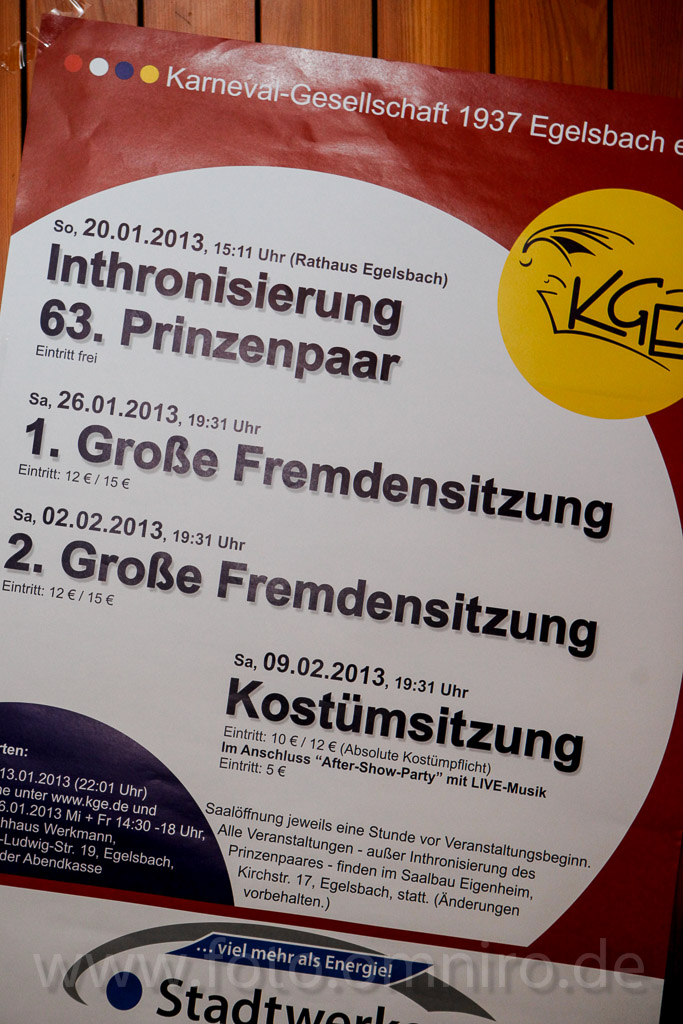 Karneval-Gesellschaft 1937 Egelsbach e
So, 20.01.2013, 15:11 Uhr (Rathaus Egelsbach)
Inthronisierung
63. Prinzenpaar
Eintritt frei
KGE
Sa, 26.01.2013, 19:31 Uhr
1. Große Fremdensitzung
Eintritt: 12 € / 15 €
Sa, 02.02.2013, 19:31 Uhr
2. Große Fremdensitzung
Eintritt: 12 € / 15 €
Sa, 09.02.2013, 19:31 Uhr
Kostümsitzung
Eintritt: 10 € / 12 € (Absolute Kostümpflicht)
Im Anschluss “After-Show-Party” mit LIVE-Musik
Eintritt: 5 €
rten:
13.01.2013 (22:01 Uhr)
ne unter www.kge.de und
6.01.2013 Mi + Fr 14:30 -18 Uhr,
hhaus Werkmann,
-Ludwig-Str. 19, Egelsbach,
der Abendkasse
Saalöffnung jeweils eine Stunde vor Veranstaltungsbeginn.
Alle Veranstaltungen - außer Inthronisierung des
Prinzenpaares - finden im Saalbau Eigenheim,
Kirchstr. 17, Egelsbach, statt. (Änderungen
vorbehalten.)
... viel mehr als Energie!
Stadtwerke
www.foto.omniro.de